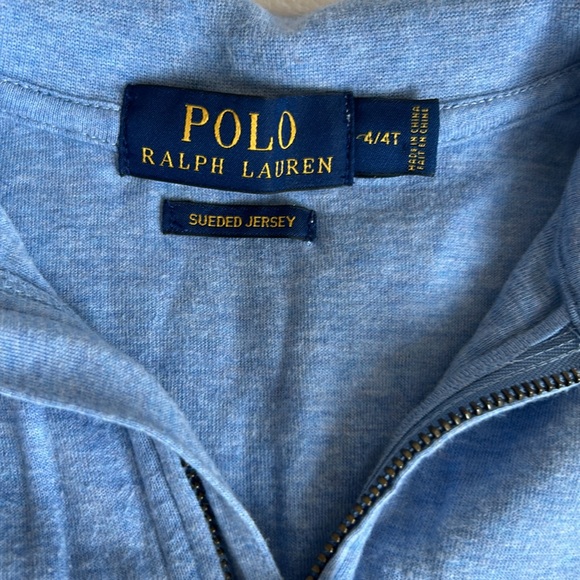 POLO
RALPH LAUREN
4/4T
MADE IN CHINA
FAIT EN CHINE
SUEDED JERSEY